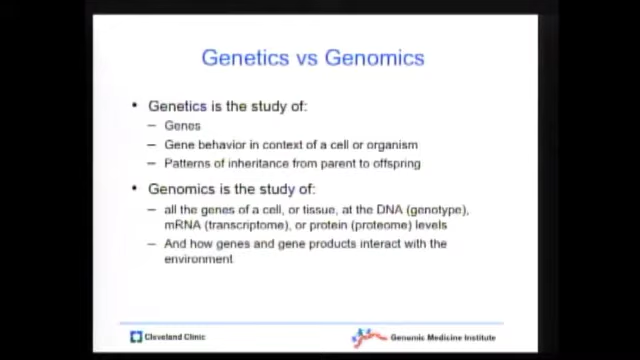 Genetics vs Genomics
• Genetics is the study of:
– Genes
– Gene behavior in context of a cell or organism
– Patterns of inheritance from parent to offspring
• Genomics is the study of:
– all the genes of a cell, or tissue, at the DNA (genotype),
mRNA (transcriptome), or protein (proteome) levels
– And how genes and gene products interact with the
environment
Cleveland Clinic
Genomic Medicine Institute